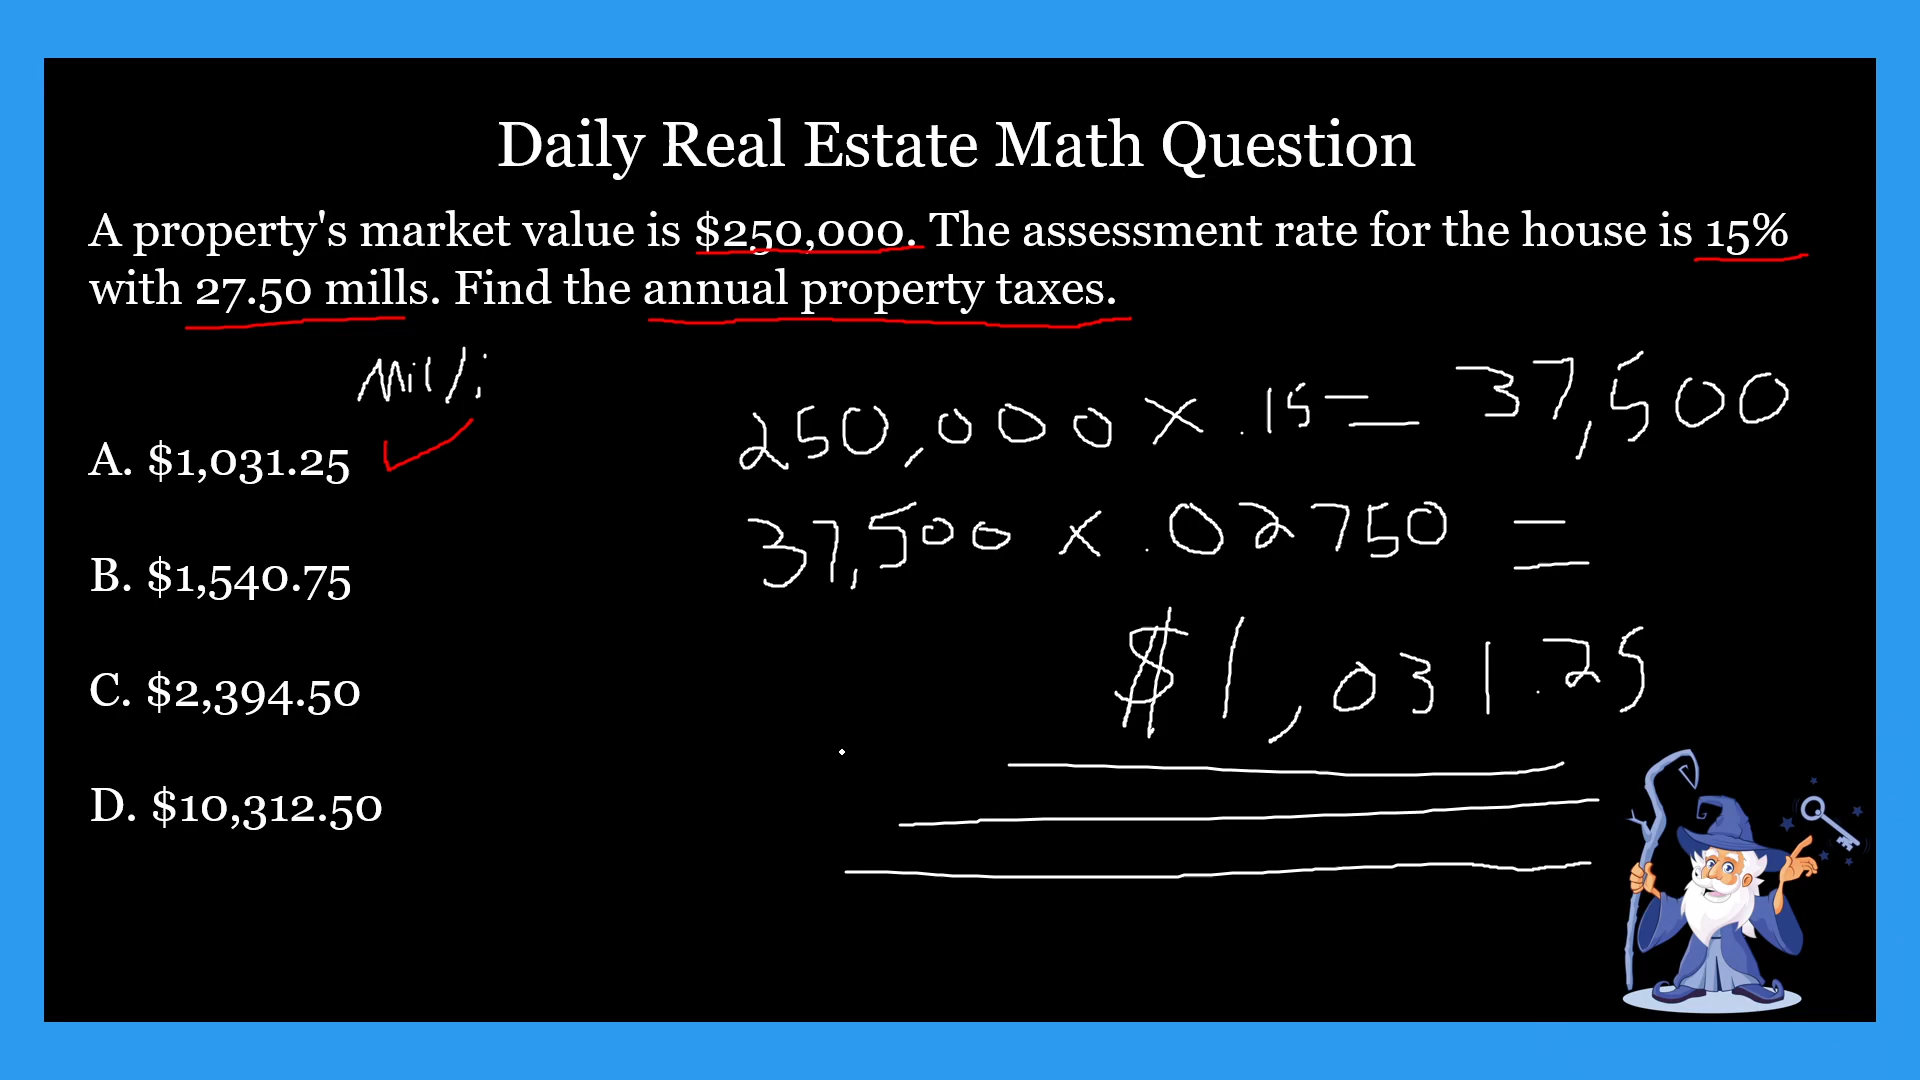 Daily Real Estate Math Question
A property's market value is $250,000. The assessment rate for the house is 15%
with 27.50 mills. Find the annual property taxes.
Milli
250,000 x .15 = 37,500
A. $1,031.25
37,500 x .02750 =
B. $1,540.75
$1,031.25
C. $2,394.50
D. $10,312.50